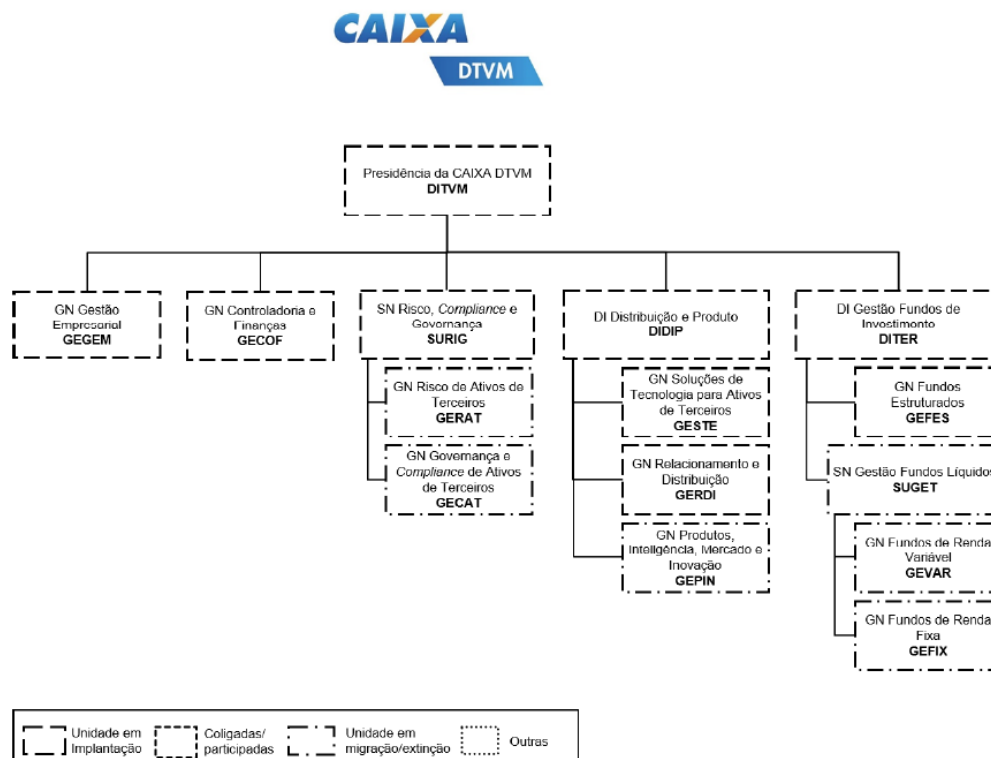 CAIXA
DTVM
Presidência da CAIXA DTVM
DITVM
GN Gestão
Empresarial
GEGEM
GN Controladoria e
Finanças
GECOF
SN Risco, Compliance e
Governança
SURIG
DI Distribuição e Produto
DIDIP
DI Gestão Fundos de
Investimento
DITER
GN Risco de Ativos de
Terceiros
GERAT
GN Governança e
Compliance de Ativos
de Terceiros
GECAT
GN Soluções de
Tecnologia para Ativos
de Terceiros
GESTE
GN Relacionamento e
Distribuição
GERDI
GN Produtos,
Inteligência, Mercado e
Inovação
GEPIN
GN Fundos
Estruturados
GEFES
SN Gestão Fundos Líquidos
SUGET
GN Fundos de Renda
Variável
GEVAR
GN Fundos de Renda
Fixa
GEFIX
Unidade em
Implantação
Coligadas/
participadas
Unidade em
migração/extinção
Outras